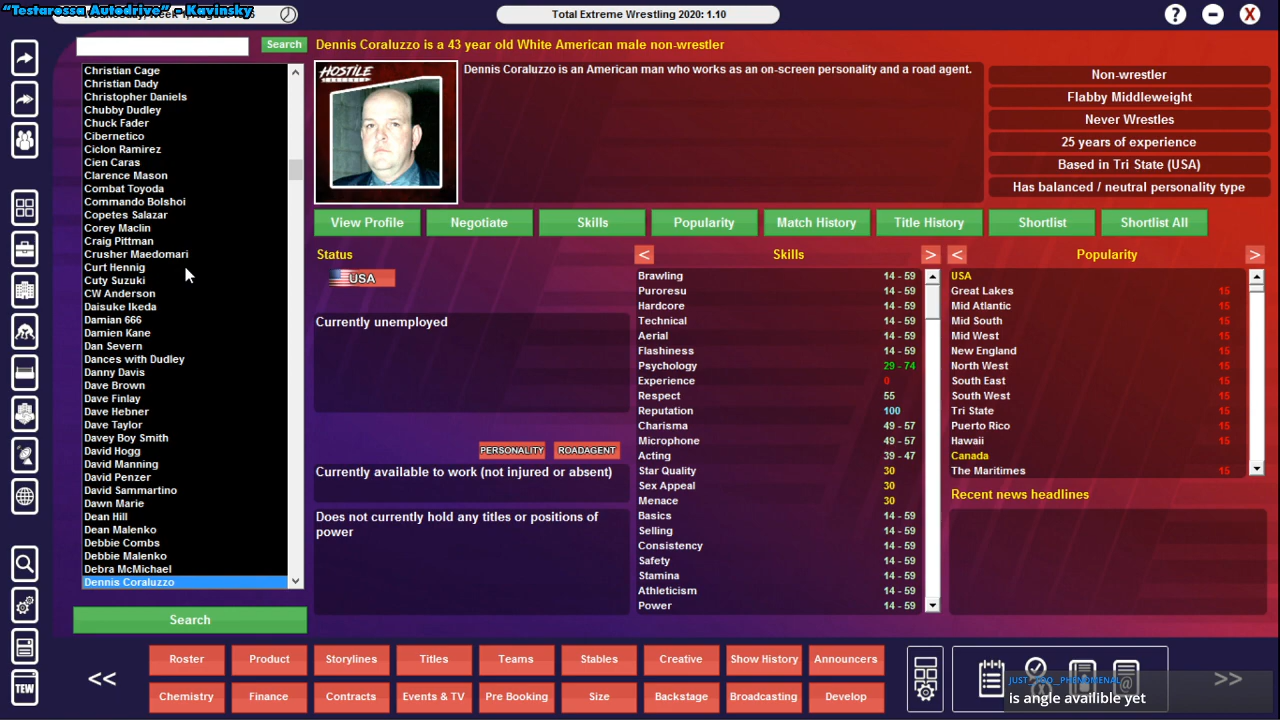 "Testarossa Autodrive" - Kavinsky
Total Extreme Wrestling 2020: 1.10
Search
Dennis Coraluzzo is a 43 year old White American male non-wrestler
Christian Cage
Christian Dady
Christopher Daniels
Chubby Dudley
Chuck Fader
Cibernetico
Ciclon Ramirez
Cien Caras
Clarence Mason
Combat Toyoda
Commando Bolshoi
Copetes Salazar
Corey Maclin
Craig Pittman
Crusher Maedomari
Curt Hennig
Cuty Suzuki
CW Anderson
Daisuke Ikeda
Damian 666
Damien Kane
Dan Severn
Dances with Dudley
Danny Davis
Dave Brown
Dave Finlay
Dave Hebner
Dave Taylor
Davey Boy Smith
David Hogg
David Manning
David Penzer
David Sammartino
Dawn Marie
Dean Hill
Dean Malenko
Debbie Combs
Debbie Malenko
Debra McMichael
Dennis Coraluzzo
Search
HOSTILE
Dennis Coraluzzo is an American man who works as an on-screen personality and a road agent.
Non-wrestler
Flabby Middleweight
Never Wrestles
25 years of experience
Based in Tri State (USA)
Has balanced / neutral personality type
View Profile Negotiate Skills Popularity Match History Title History Shortlist Shortlist All
Status
USA
Currently unemployed
PERSONALITY ROADAGENT
Currently available to work (not injured or absent)
Does not currently hold any titles or positions of
power
< Skills >
Brawling 14 - 59
Puroresu 14 - 59
Hardcore 14 - 59
Technical 14 - 59
Aerial 14 - 59
Flashiness 14 - 59
Psychology 29 - 74
Experience 0
Respect 55
Reputation 100
Charisma 49 - 57
Microphone 49 - 57
Acting 39 - 47
Star Quality 30
Sex Appeal 30
Menace 30
Basics 14 - 59
Selling 14 - 59
Consistency 14 - 59
Safety 14 - 59
Stamina 14 - 59
Athleticism 14 - 59
Power 14 - 59
< Popularity >
USA
Great Lakes 15
Mid Atlantic 15
Mid South 15
Mid West 15
New England 15
North West 15
South East 15
South West 15
Tri State 15
Puerto Rico 15
Hawaii 15
Canada
The Maritimes 15
Recent news headlines
TEW
<< Roster Product Storylines Titles Teams Stables Creative Show History Announcers >>
Chemistry Finance Contracts Events & TV Pre Booking Size Backstage Broadcasting Develop
is angle availible yet